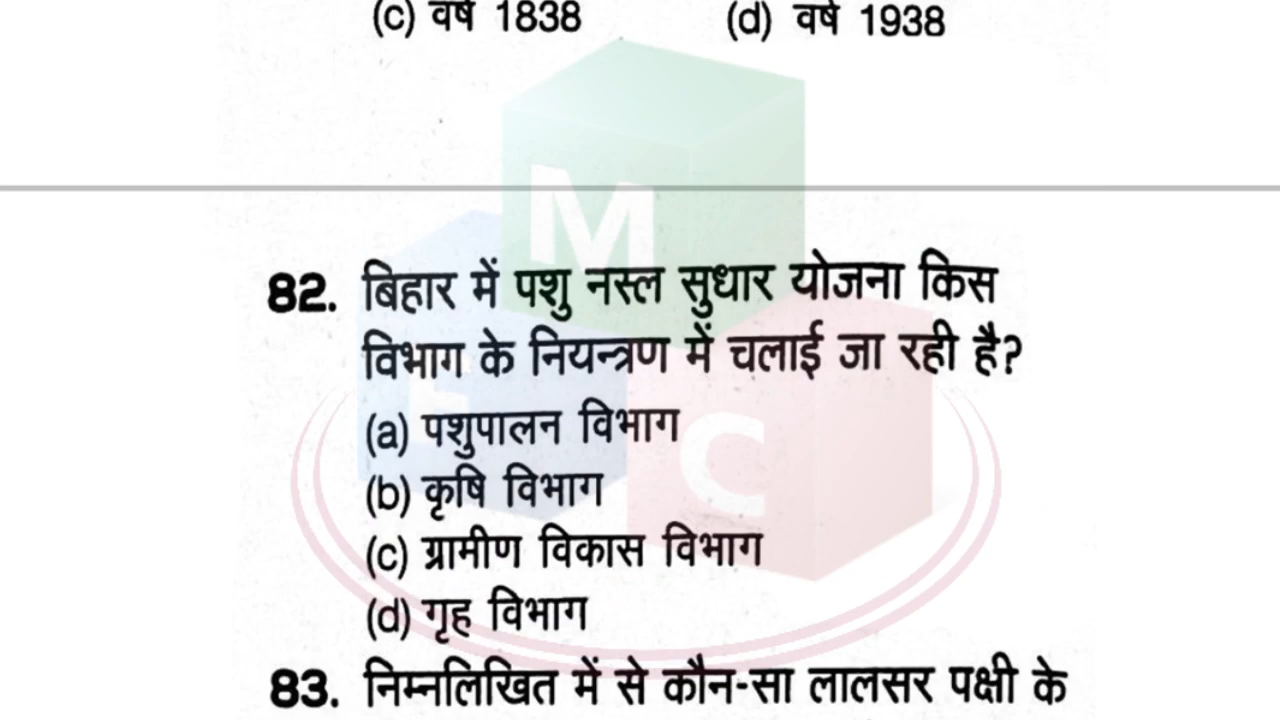 (c) वर्ष 1838 (d) वर्ष 1938
M
82. बिहार में पशु नस्ल सुधार योजना किस
विभाग के नियन्त्रण में चलाई जा रही है?
(a) पशुपालन विभाग
C
(b) कृषि विभाग
(c) ग्रामीण विकास विभाग
(d) गृह विभाग
83. निम्नलिखित में से कौन-सा लालसर पक्षी के